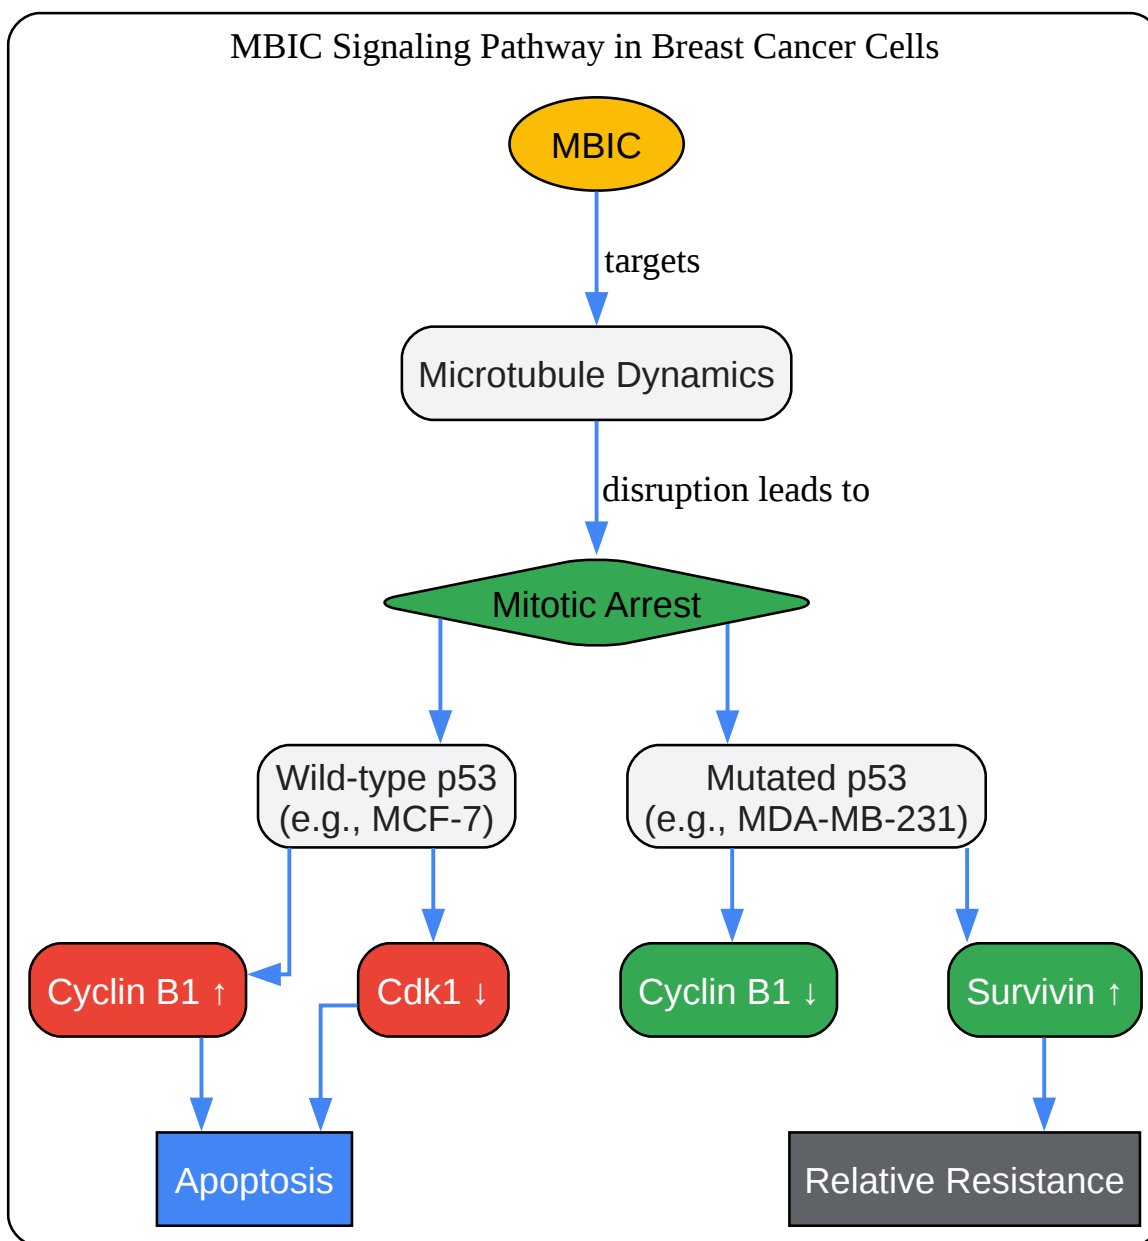 MBIC Signaling Pathway in Breast Cancer Cells
MBIC
targets
Microtubule Dynamics
disruption leads to
Mitotic Arrest
Wild-type p53
(e.g., MCF-7)
Mutated p53
(e.g., MDA-MB-231)
Cyclin B1 ↑
Cdk1 ↓
Cyclin B1 ↓
Survivin ↑
Apoptosis
Relative Resistance